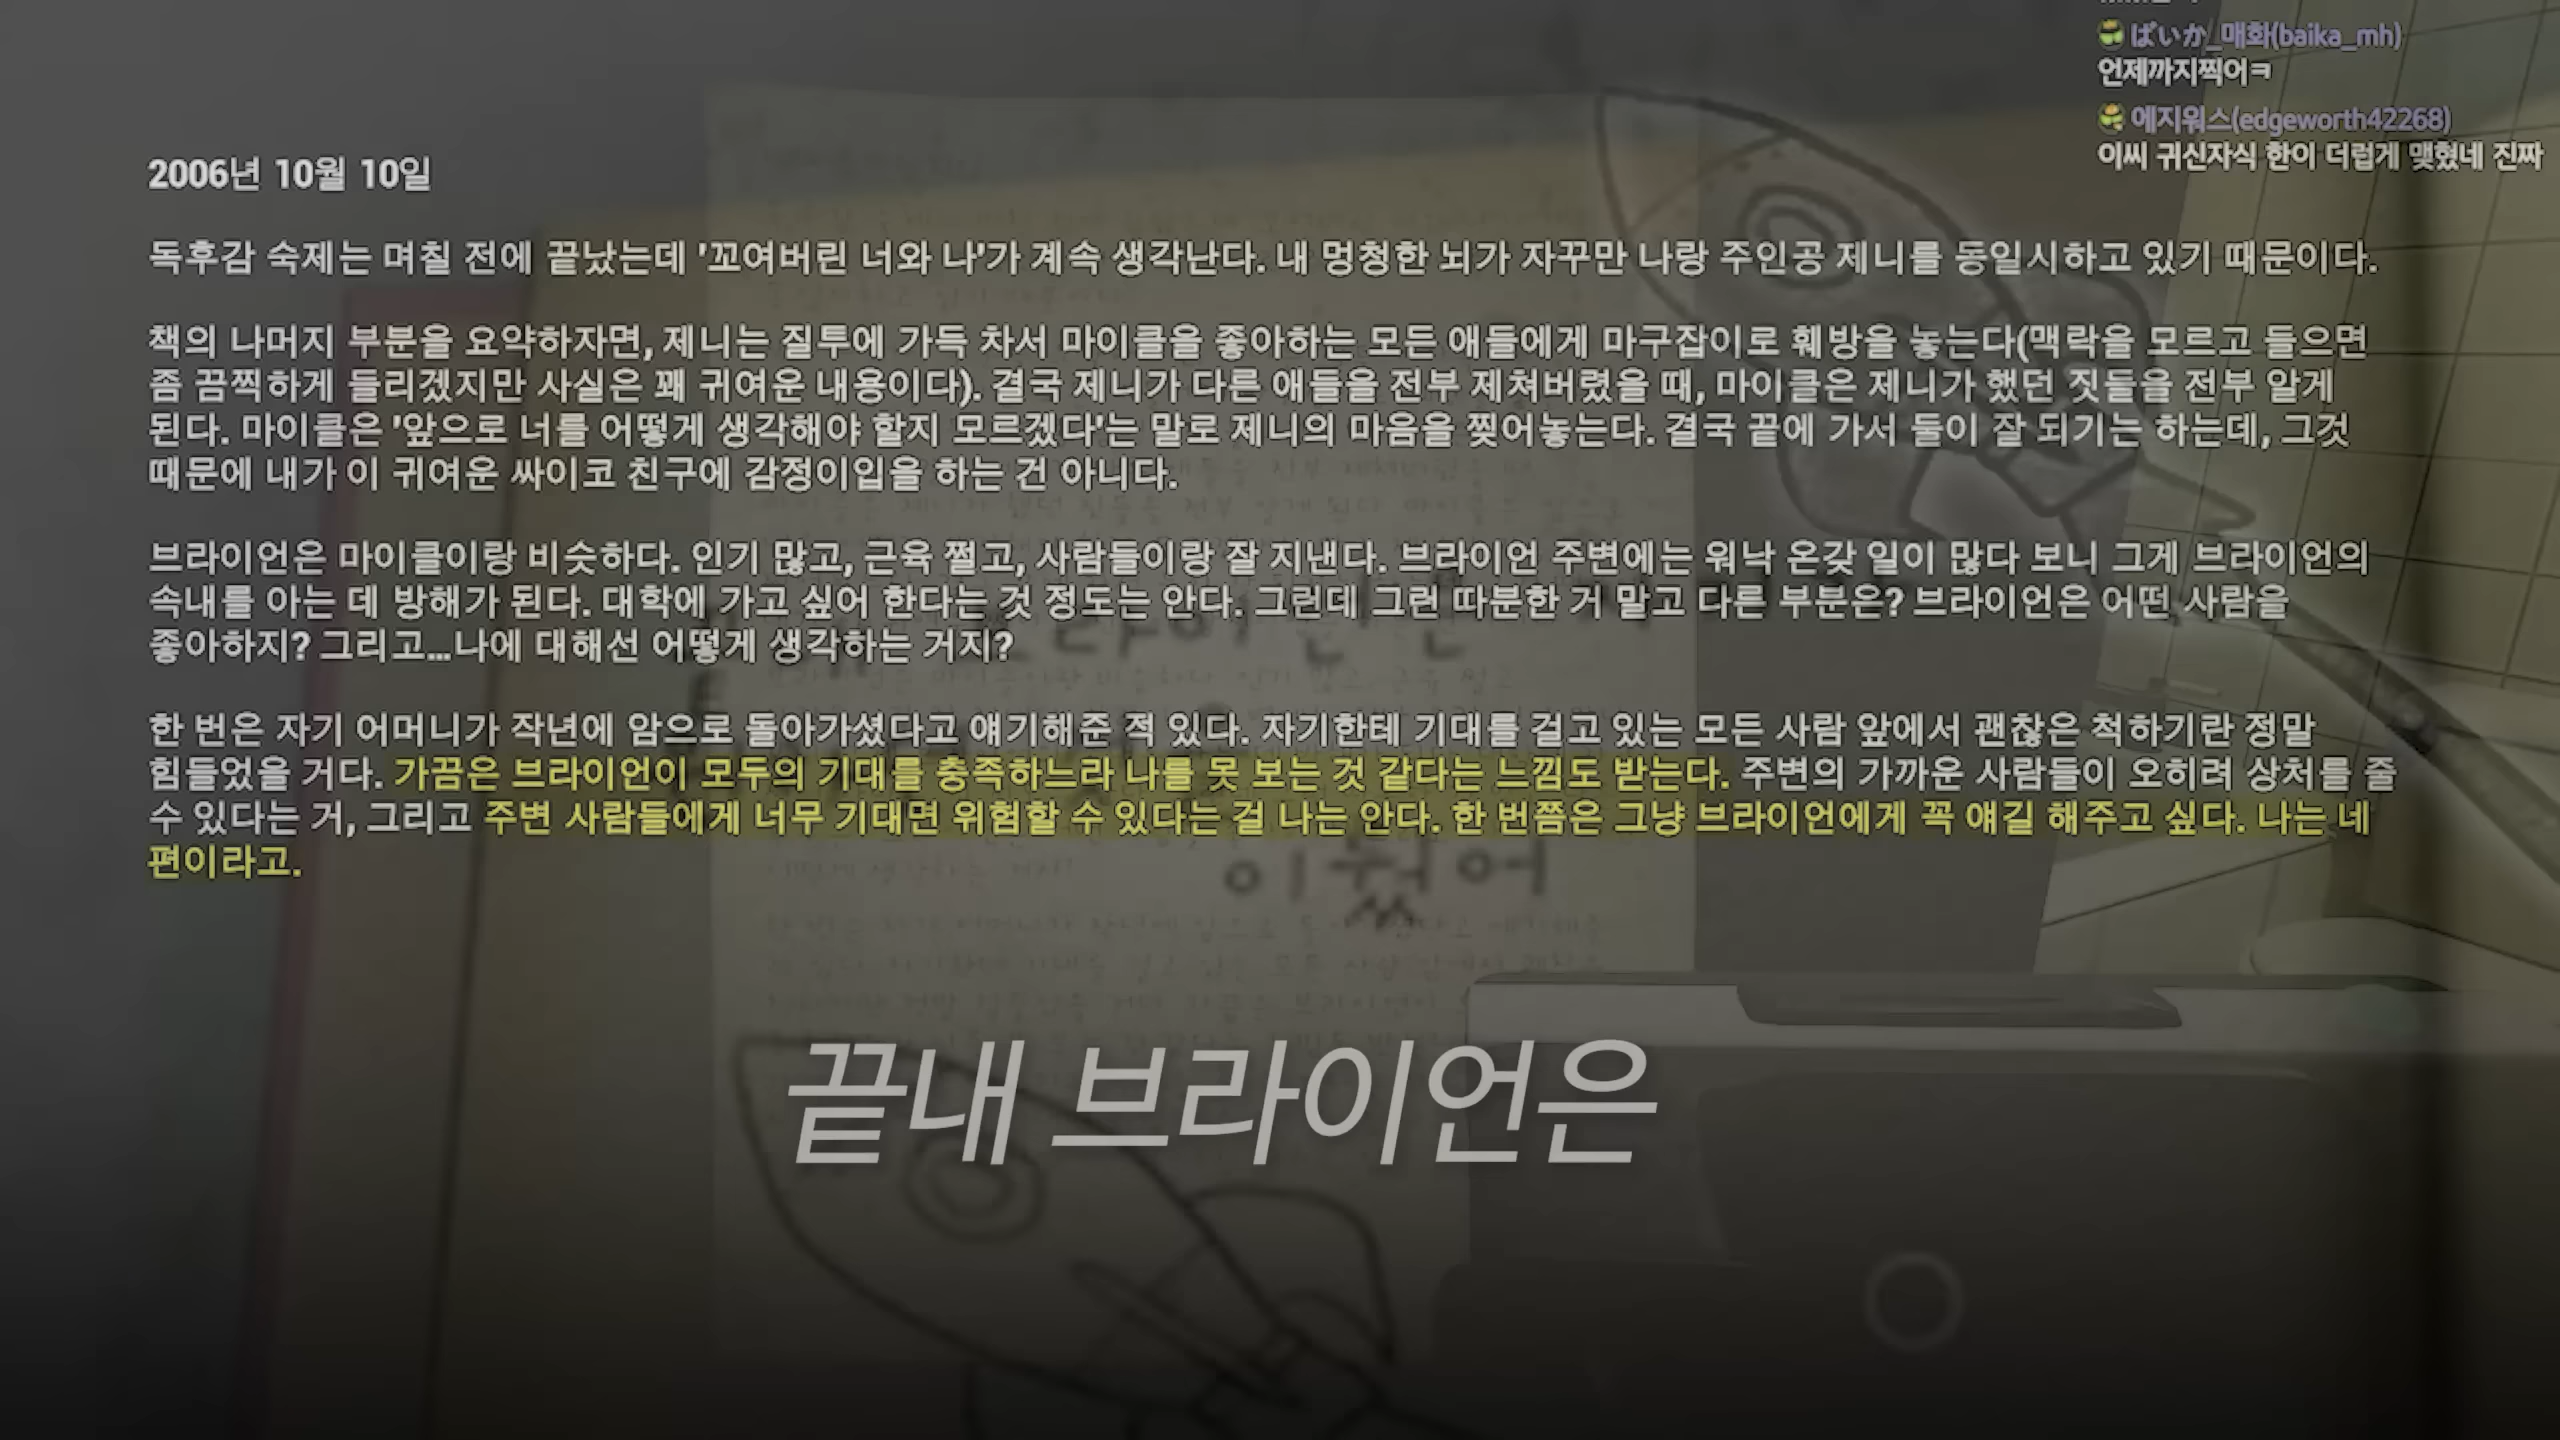 ぱいか_매화(baika_mh)
언제까지찍어ㅋ
에지워스(edgeworth42268)
이씨 귀신자식 한이 더럽게 맺혔네 진짜
2006년 10월 10일
독후감 숙제는 며칠 전에 끝났는데 '꼬여버린 너와 나'가 계속 생각난다. 내 멍청한 뇌가 자꾸만 나랑 주인공 제니를 동일시하고 있기 때문이다.
책의 나머지 부분을 요약하자면, 제니는 질투에 가득 차서 마이클을 좋아하는 모든 애들에게 마구잡이로 훼방을 놓는다(맥락을 모르고 들으면
좀 끔찍하게 들리겠지만 사실은 꽤 귀여운 내용이다). 결국 제니가 다른 애들을 전부 제쳐버렸을 때, 마이클은 제니가 했던 짓들을 전부 알게
된다. 마이클은 '앞으로 너를 어떻게 생각해야 할지 모르겠다'는 말로 제니의 마음을 찢어놓는다. 결국 끝에 가서 둘이 잘 되기는 하는데, 그것
때문에 내가 이 귀여운 싸이코 친구에 감정이입을 하는 건 아니다.
브라이언은 마이클이랑 비슷하다. 인기 많고, 근육 쩔고, 사람들이랑 잘 지낸다. 브라이언 주변에는 워낙 온갖 일이 많다 보니 그게 브라이언의
속내를 아는 데 방해가 된다. 대학에 가고 싶어 한다는 것 정도는 안다. 그런데 그런 따분한 거 말고 다른 부분은? 브라이언은 어떤 사람을
좋아하지? 그리고...나에 대해선 어떻게 생각하는 거지?
한 번은 자기 어머니가 작년에 암으로 돌아가셨다고 얘기해준 적 있다. 자기한테 기대를 걸고 있는 모든 사람 앞에서 괜찮은 척하기란 정말
힘들었을 거다. 가끔은 브라이언이 모두의 기대를 충족하느라 나를 못 보는 것 같다는 느낌도 받는다. 주변의 가까운 사람들이 오히려 상처를 줄
수 있다는 거, 그리고 주변 사람들에게 너무 기대면 위험할 수 있다는 걸 나는 안다. 한 번쯤은 그냥 브라이언에게 꼭 얘길 해주고 싶다. 나는 네
편이라고.
이웠어
끝내 브라이언은